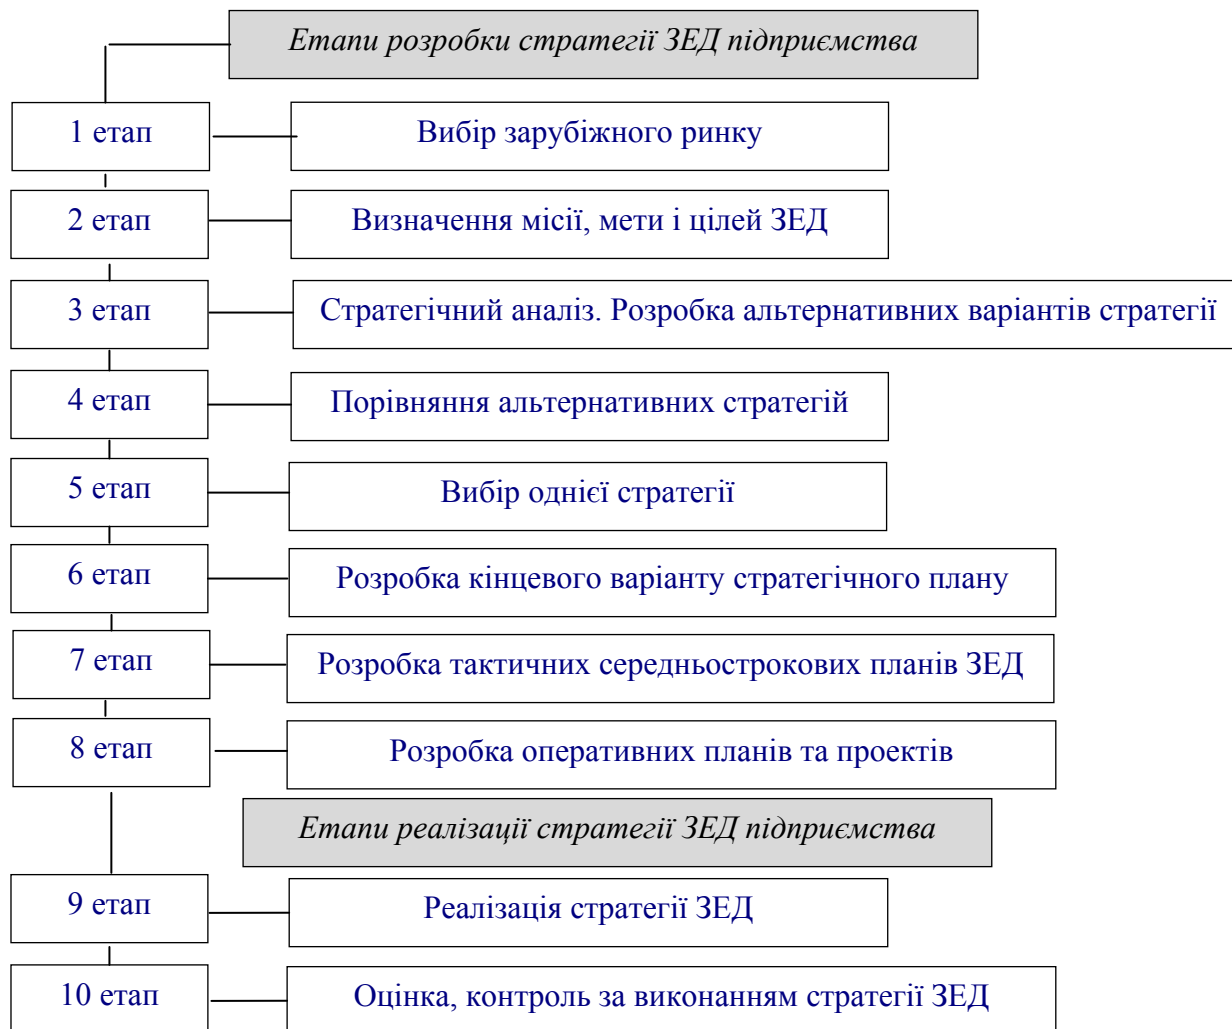 Етапи розробки стратегії ЗЕД підприємства
1 етап
Вибір зарубіжного ринку
2 етап
Визначення місії, мети і цілей ЗЕД
3 етап
Стратегічний аналіз. Розробка альтернативних варіантів стратегії
4 етап
Порівняння альтернативних стратегій
5 етап
Вибір однієї стратегії
6 етап
Розробка кінцевого варіанту стратегічного плану
7 етап
Розробка тактичних середньострокових планів ЗЕД
8 етап
Розробка оперативних планів та проектів
Етапи реалізації стратегії ЗЕД підприємства
9 етап
Реалізація стратегії ЗЕД
10 етап
Оцінка, контроль за виконанням стратегії ЗЕД